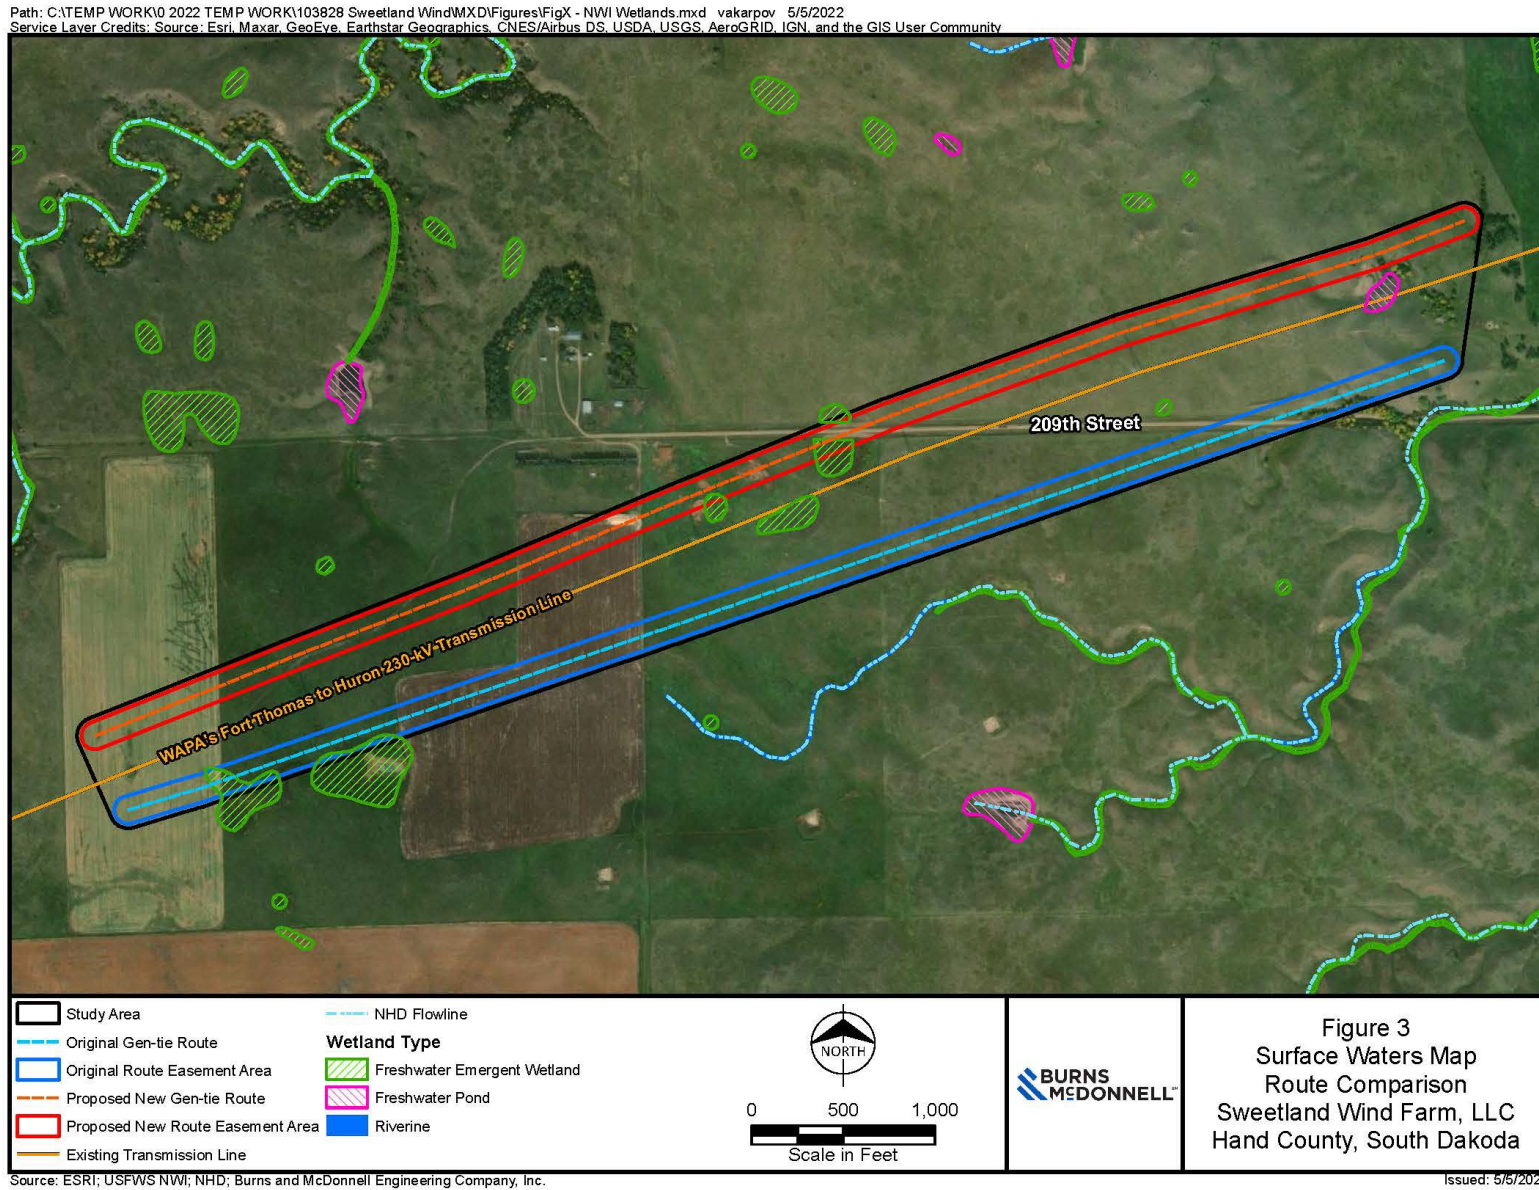 Path: C:\TEMP WORK\0 2022 TEMP WORK\103828 Sweetland Wind\MXD\Figures\FigX - NWI Wetlands.mxd   vakarpov   5/5/2022
Service Layer Credits: Source: Esri, Maxar, GeoEye, Earthstar Geographics, CNES/Airbus DS, USDA, USGS, AeroGRID, IGN, and the GIS User Community
209th Street
WAPA's Fort Thomas to Huron 230-kV Transmission Line
Study Area
Original Gen-tie Route
Original Route Easement Area
Proposed New Gen-tie Route
Proposed New Route Easement Area
Existing Transmission Line
NHD Flowline
Wetland Type
Freshwater Emergent Wetland
Freshwater Pond
Riverine
NORTH
0 500 1,000
Scale in Feet
BURNS
McDONNELL
Figure 3
Surface Waters Map
Route Comparison
Sweetland Wind Farm, LLC
Hand County, South Dakota
Source: ESRI; USFWS NWI; NHD; Burns and McDonnell Engineering Company, Inc.
Issued: 5/5/202